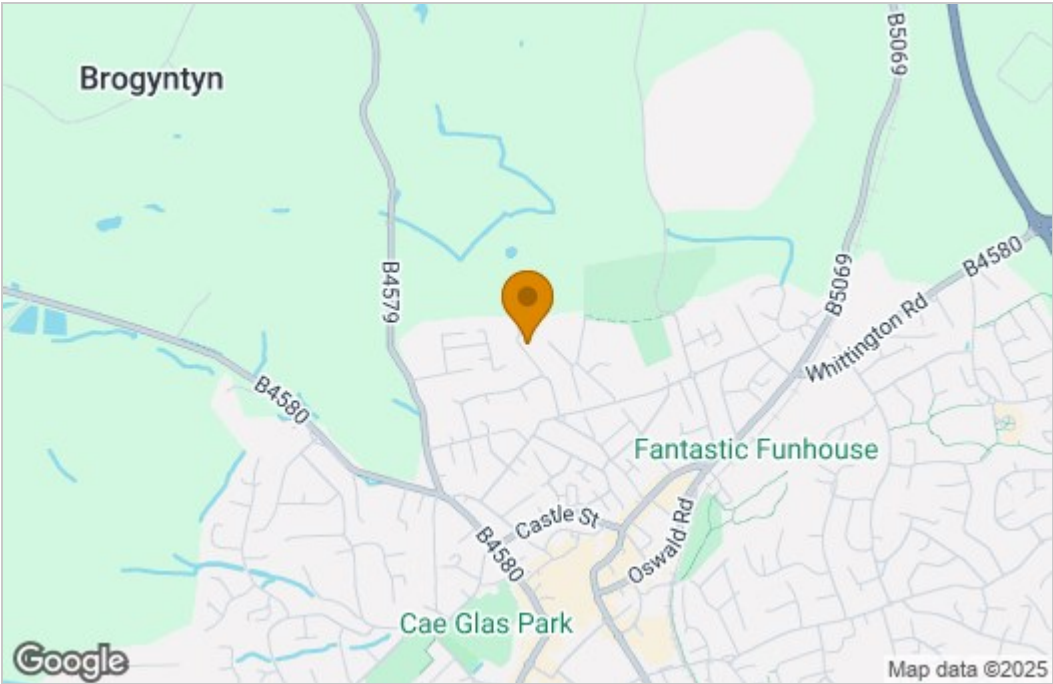 Brogyntyn
B5069
B4579
B5069
B4580
Whittington Rd
B4580
Fantastic Funhouse
Castle St
Oswald Rd
B4580
Cae Glas Park
Google
Map data ©2025